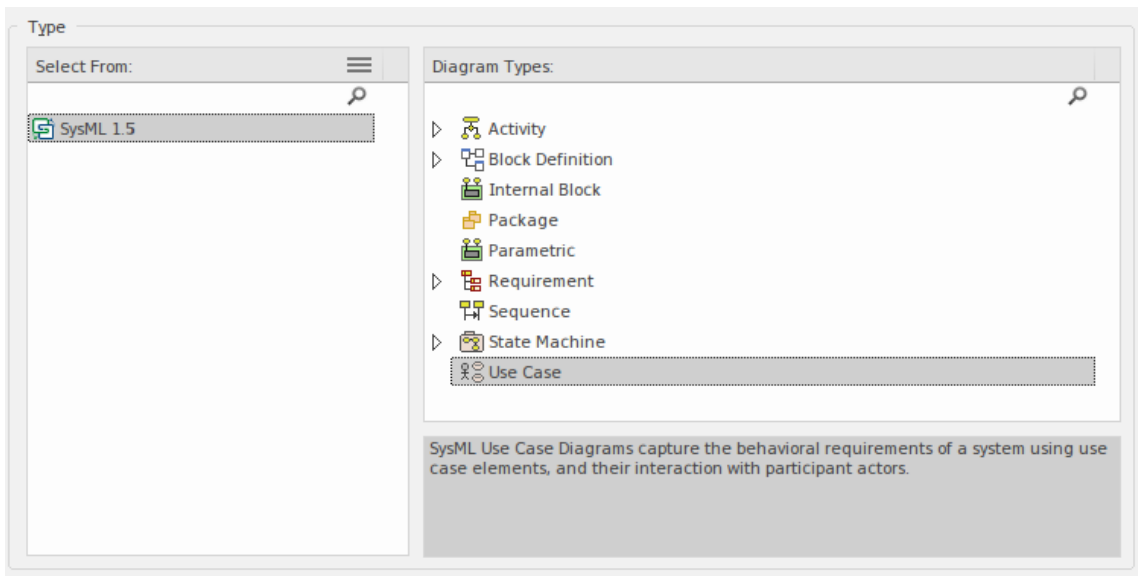 Type
Select From:
Diagram Types:
SysML 1.5
Activity
Block Definition
Internal Block
Package
Parametric
Requirement
Sequence
State Machine
Use Case
SysML Use Case Diagrams capture the behavioral requirements of a system using use
case elements, and their interaction with participant actors.